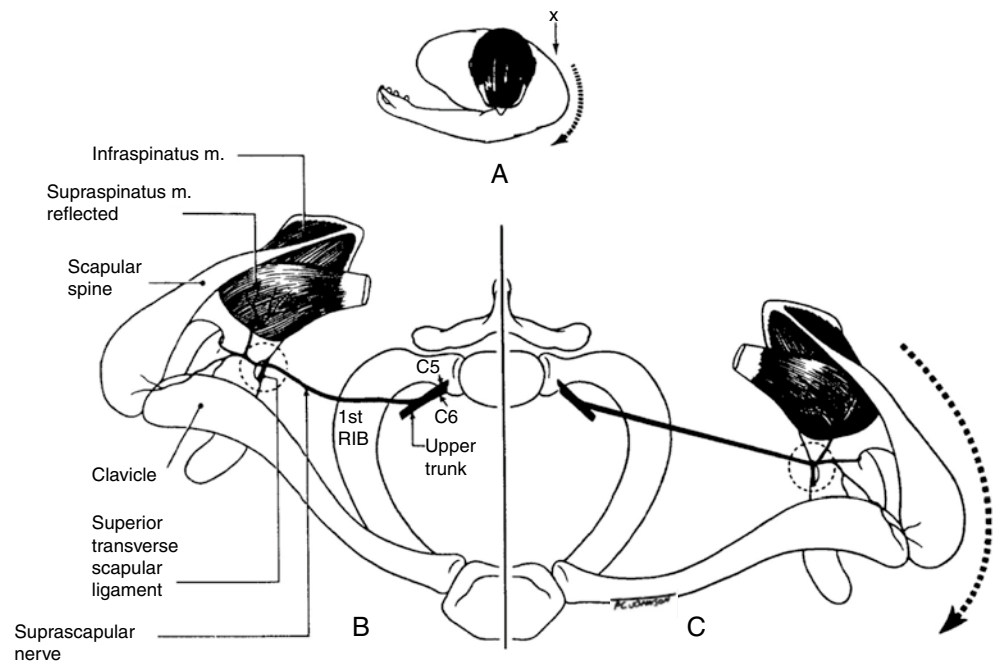 x
A
Infraspinatus m.
Supraspinatus m.
reflected
Scapular
spine
C5
C6
1st
RIB
Upper
trunk
Clavicle
Superior
transverse
scapular
ligament
Suprascapular
nerve
B
C